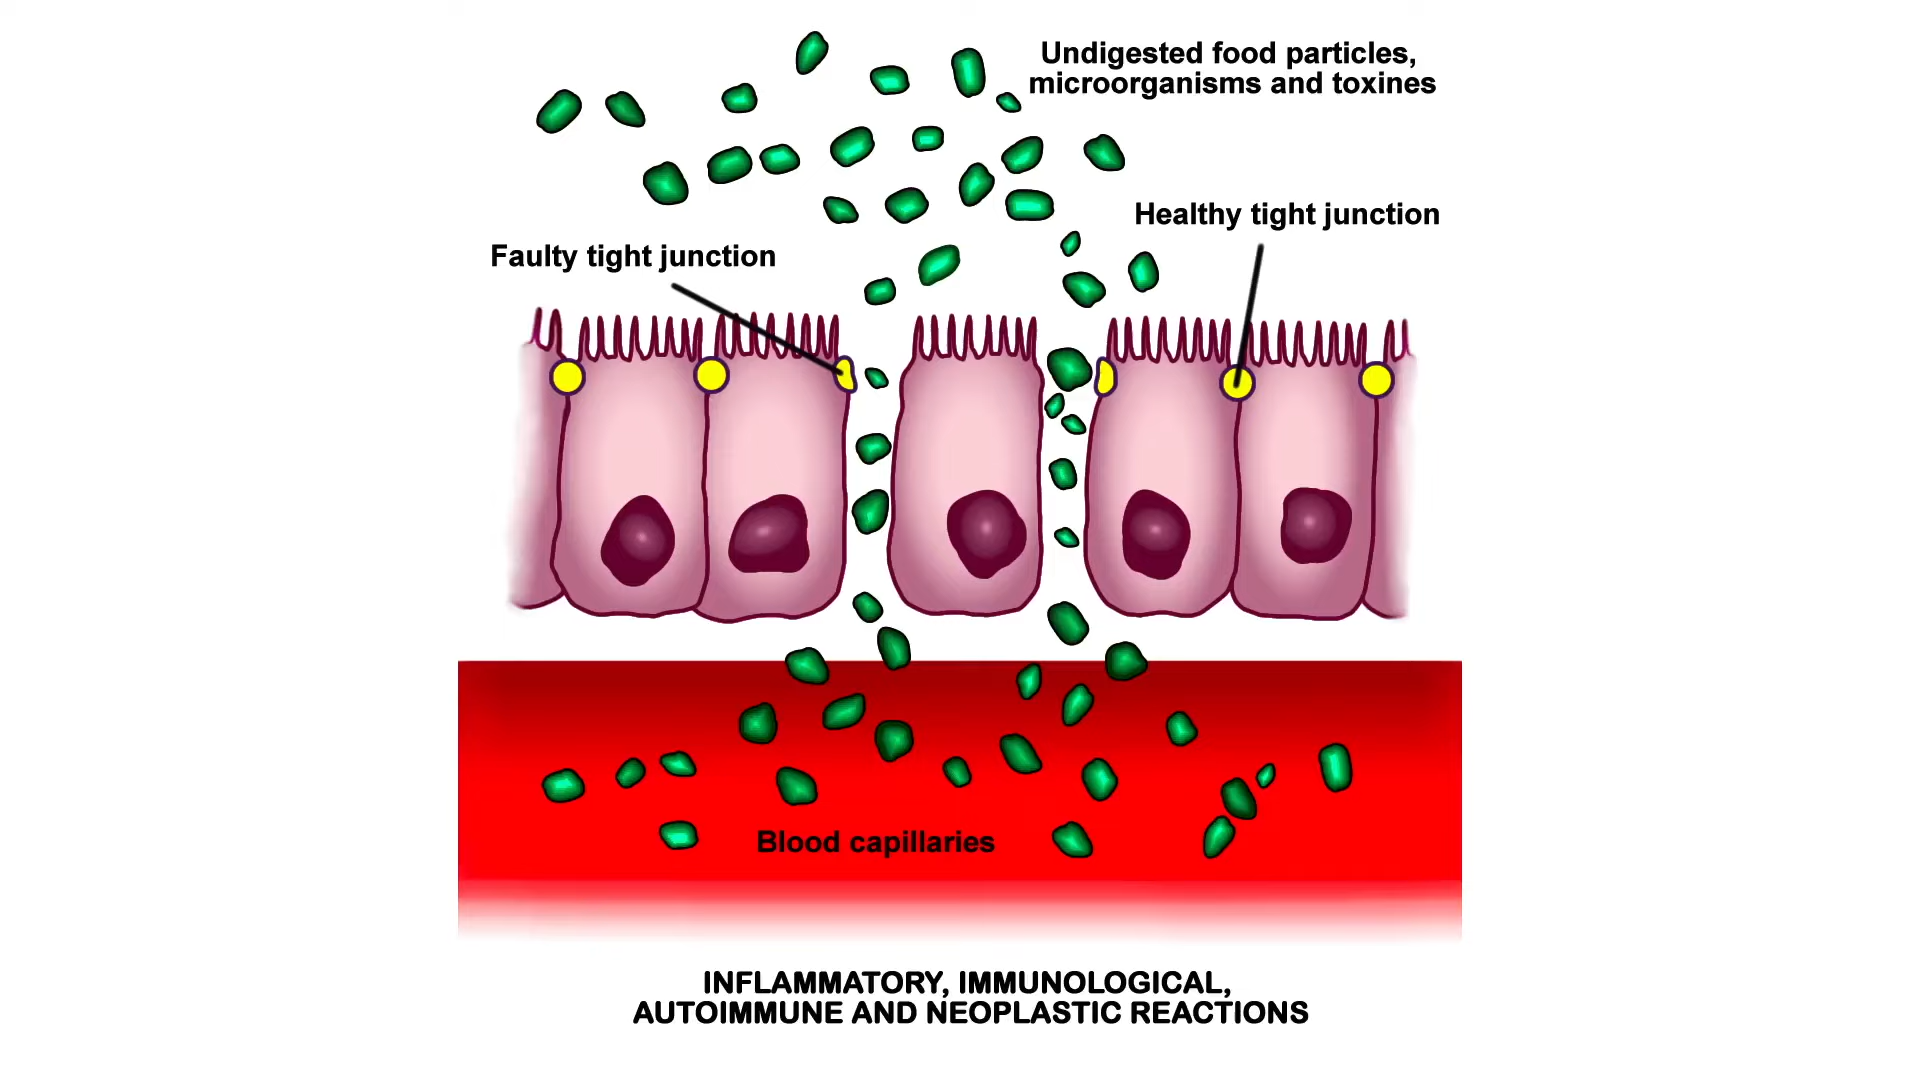 Undigested food particles,
microorganisms and toxines
Healthy tight junction
Faulty tight junction
Blood capillaries
INFLAMMATORY, IMMUNOLOGICAL,
AUTOIMMUNE AND NEOPLASTIC REACTIONS